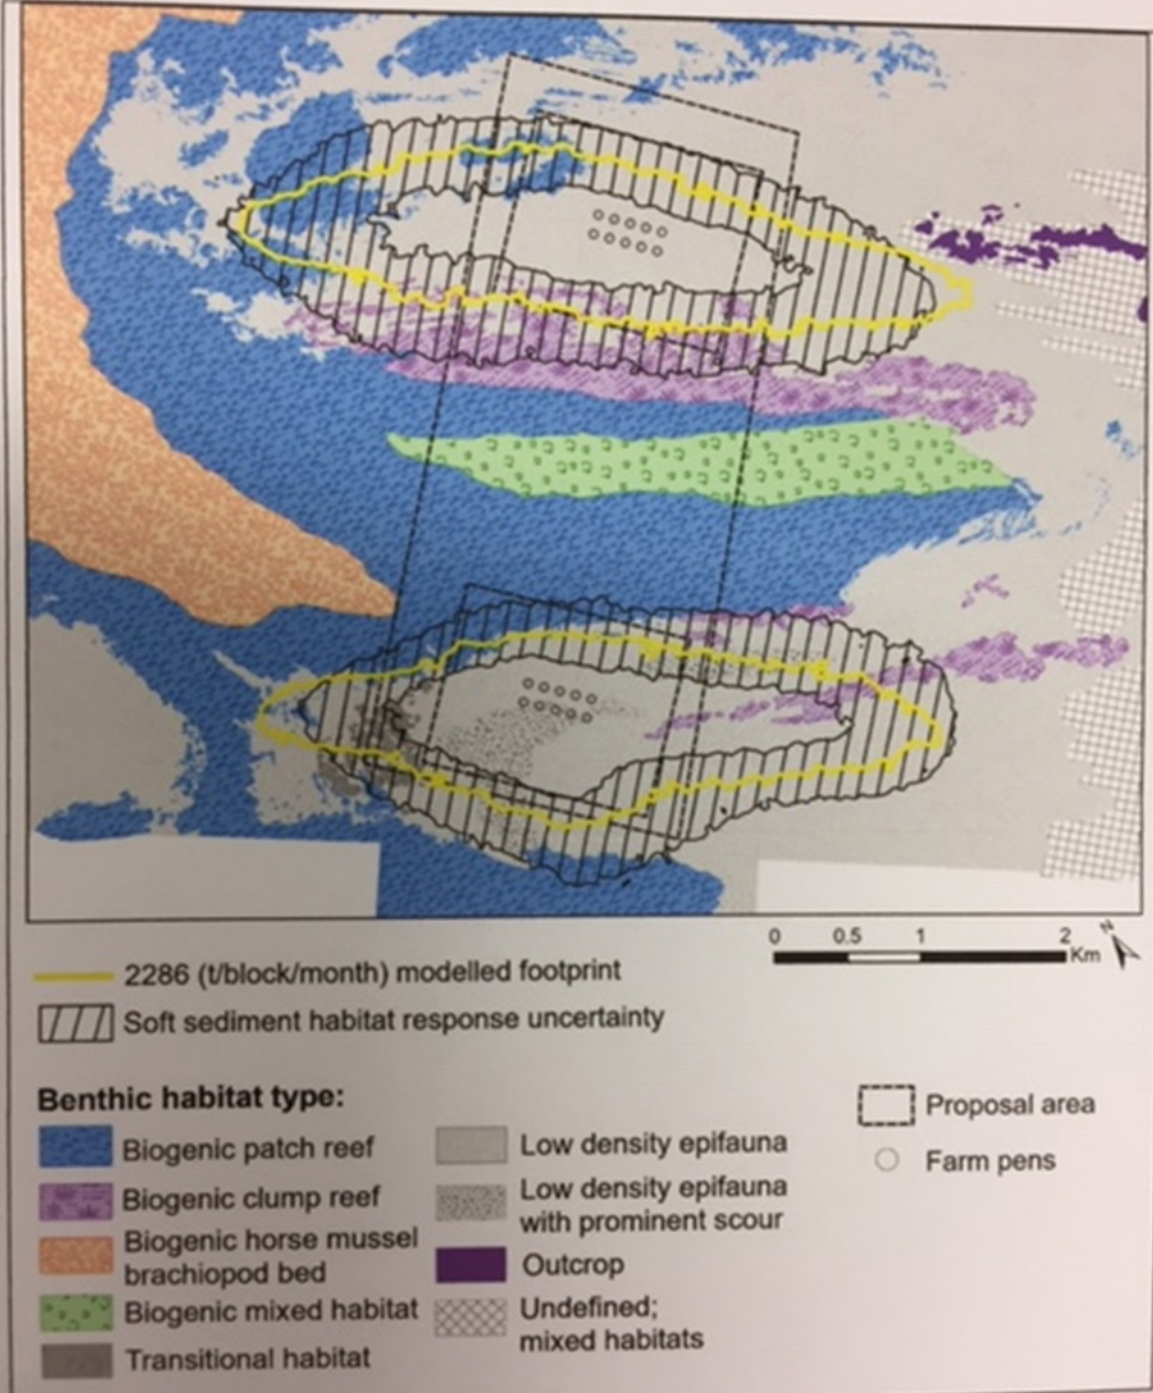 0 0.5 1 2
Km
N
2286 (t/block/month) modelled footprint
Soft sediment habitat response uncertainty
Benthic habitat type:
Biogenic patch reef
Biogenic clump reef
Biogenic horse mussel
brachiopod bed
Biogenic mixed habitat
Transitional habitat
Low density epifauna
Low density epifauna
with prominent scour
Outcrop
Undefined;
mixed habitats
Proposal area
Farm pens